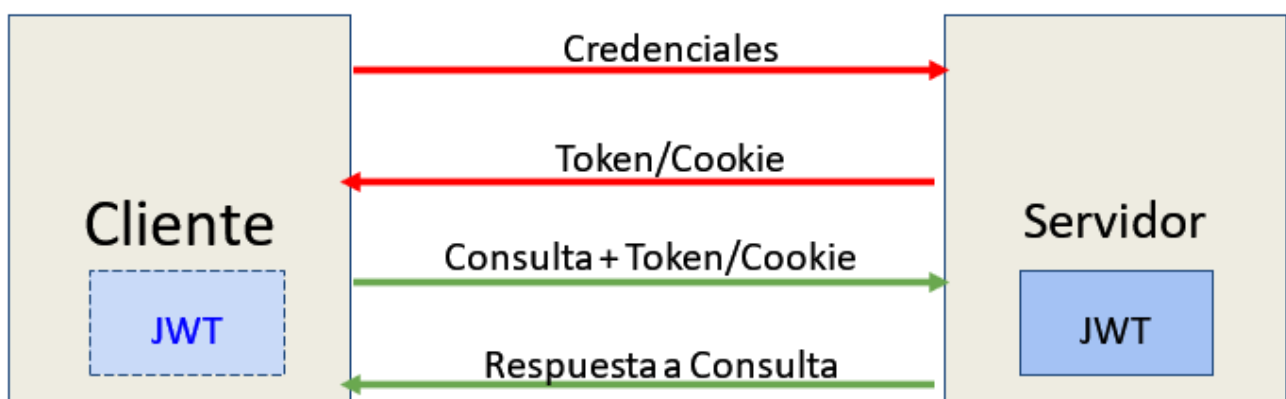 Credenciales
Token/Cookie
Cliente
Servidor
Consulta + Token/Cookie
JWT
JWT
Respuesta a Consulta